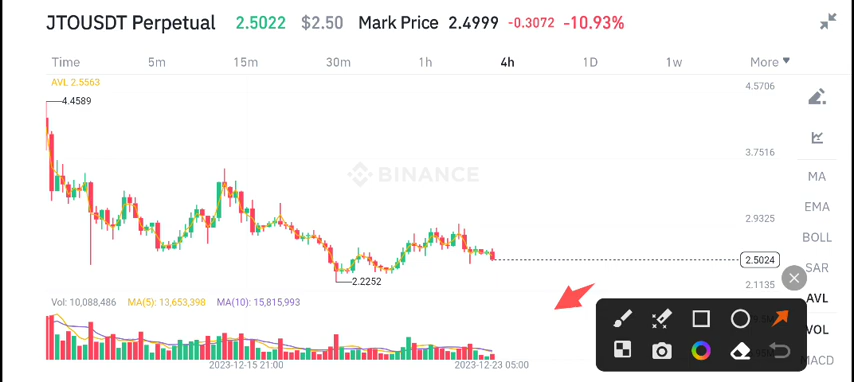 JTOUSDT Perpetual 2.5022 $2.50 Mark Price 2.4999 -0.3072 -10.93%
Time 5m 15m 30m 1h 4h 1D 1w More
AVL 2.5563
4.5706
4.4589
3.7516
BINANCE
MA
EMA
2.9325
BOLL
2.5024
SAR
2.2252
2.1135
AVL
Vol: 10,088,486 MA(5): 13,653,398 MA(10): 15,815,993
VOL
MACD
2023-12-15 21:00 2023-12-23 05:00